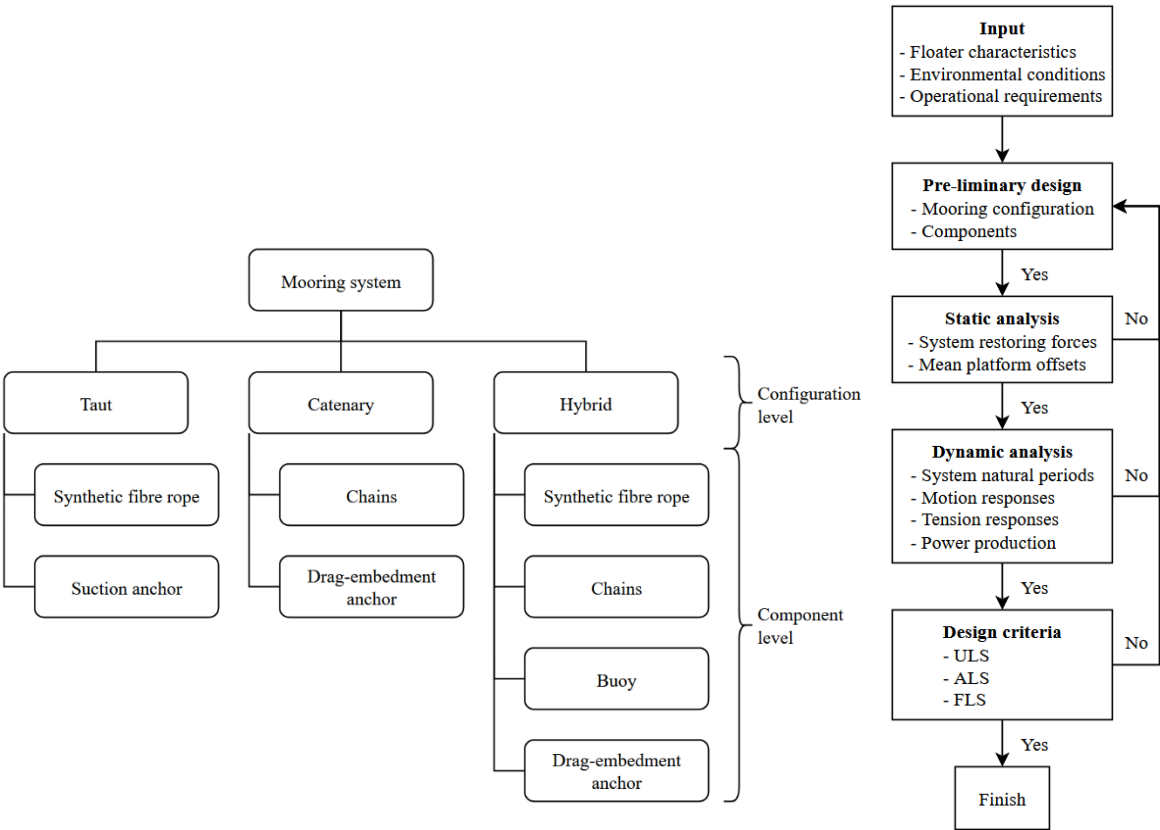 Mooring system
Taut
Catenary
Hybrid
Configuration
level
Synthetic fibre rope
Suction anchor
Chains
Drag-embedment
anchor
Synthetic fibre rope
Chains
Buoy
Drag-embedment
anchor
Component
level
Input
- Floater characteristics
- Environmental conditions
- Operational requirements
Pre-liminary design
- Mooring configuration
- Components
Yes
Static analysis
- System restoring forces
- Mean platform offsets
No
Yes
Dynamic analysis
- System natural periods
- Motion responses
- Tension responses
- Power production
No
Yes
Design criteria
- ULS
- ALS
- FLS
No
Yes
Finish